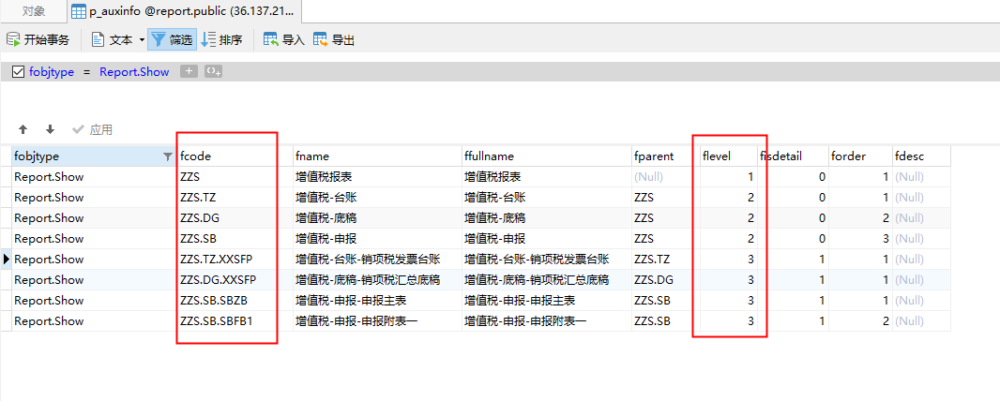 对象 p_auxinfo @report.public (36.137.21...
开始事务 文本 筛选 排序 导入 导出
fobjtype = Report.Show
应用
fobjtype fcode fname ffullname fparent flevel fisdetail forder fdesc
Report.Show ZZS 增值税报表 增值税报表 (Null) 1 0 1 (Null)
Report.Show ZZS.TZ 增值税-台账 增值税-台账 ZZS 2 0 1 (Null)
Report.Show ZZS.DG 增值税-底稿 增值税-底稿 ZZS 2 0 2 (Null)
Report.Show ZZS.SB 增值税-申报 增值税-申报 ZZS 2 0 3 (Null)
Report.Show ZZS.TZ.XXSFP 增值税-台账-销项税发票台账 增值税-台账-销项税发票台账 ZZS.TZ 3 1 1 (Null)
Report.Show ZZS.DG.XXSFP 增值税-底稿-销项税汇总底稿 增值税-底稿-销项税汇总底稿 ZZS.DG 3 1 1 (Null)
Report.Show ZZS.SB.SBZB 增值税-申报-申报主表 增值税-申报-申报主表 ZZS.SB 3 1 1 (Null)
Report.Show ZZS.SB.SBFB1 增值税-申报-申报附表一 增值税-申报-申报附表一 ZZS.SB 3 1 2 (Null)